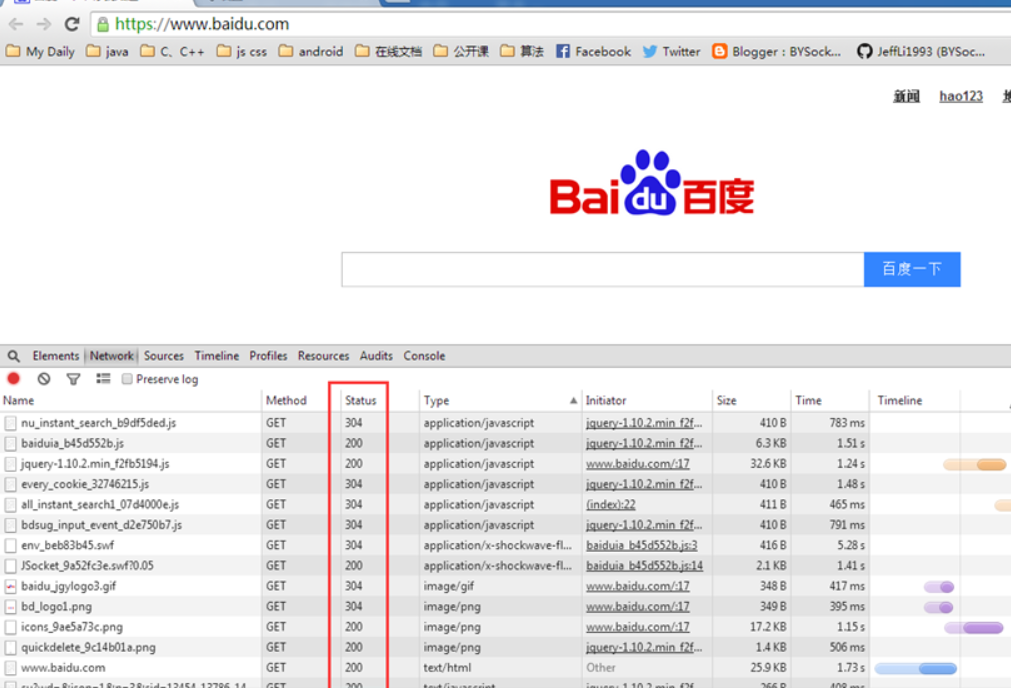 https://www.baidu.com
My Daily java C、C++ js css android 在线文档 公开课 算法 Facebook Twitter Blogger : BYSock... JeffLi1993 (BYSoc...
新闻 hao123
Bai du 百度
百度一下
Elements Network Sources Timeline Profiles Resources Audits Console
Preserve log
Name Method Status Type Initiator Size Time Timeline
nu_instant_search_b9df5ded.js GET 304 application/javascript jquery-1.10.2.min_f2f... 410 B 783 ms
baiduia_b45d552b.js GET 200 application/javascript jquery-1.10.2.min_f2f... 6.3 KB 1.51 s
jquery-1.10.2.min_f2fb5194.js GET 200 application/javascript www.baidu.com/:17 32.6 KB 1.24 s
every_cookie_32746215.js GET 304 application/javascript jquery-1.10.2.min_f2f... 410 B 1.48 s
all_instant_search1_07d4000e.js GET 304 application/javascript (index):22 411 B 465 ms
bdsug_input_event_d2e750b7.js GET 304 application/javascript jquery-1.10.2.min_f2f... 410 B 791 ms
env_beb83b45.swf GET 304 application/x-shockwave-fl... baiduia_b45d552b.js:3 416 B 5.28 s
JSocket_9a52fc3e.swf?0.05 GET 200 application/x-shockwave-fl... baiduia_b45d552b.js:14 2.1 KB 1.41 s
baidu_jgylogo3.gif GET 304 image/gif www.baidu.com/:17 348 B 417 ms
bd_logo1.png GET 304 image/png www.baidu.com/:17 349 B 395 ms
icons_9ae5a73c.png GET 200 image/png www.baidu.com/:17 17.2 KB 1.15 s
quickdelete_9c14b01a.png GET 200 image/png jquery-1.10.2.min_f2f... 1.4 KB 506 ms
www.baidu.com GET 200 text/html Other 25.9 KB 1.73 s
GET 200 text/javascript 266 B 408 ms